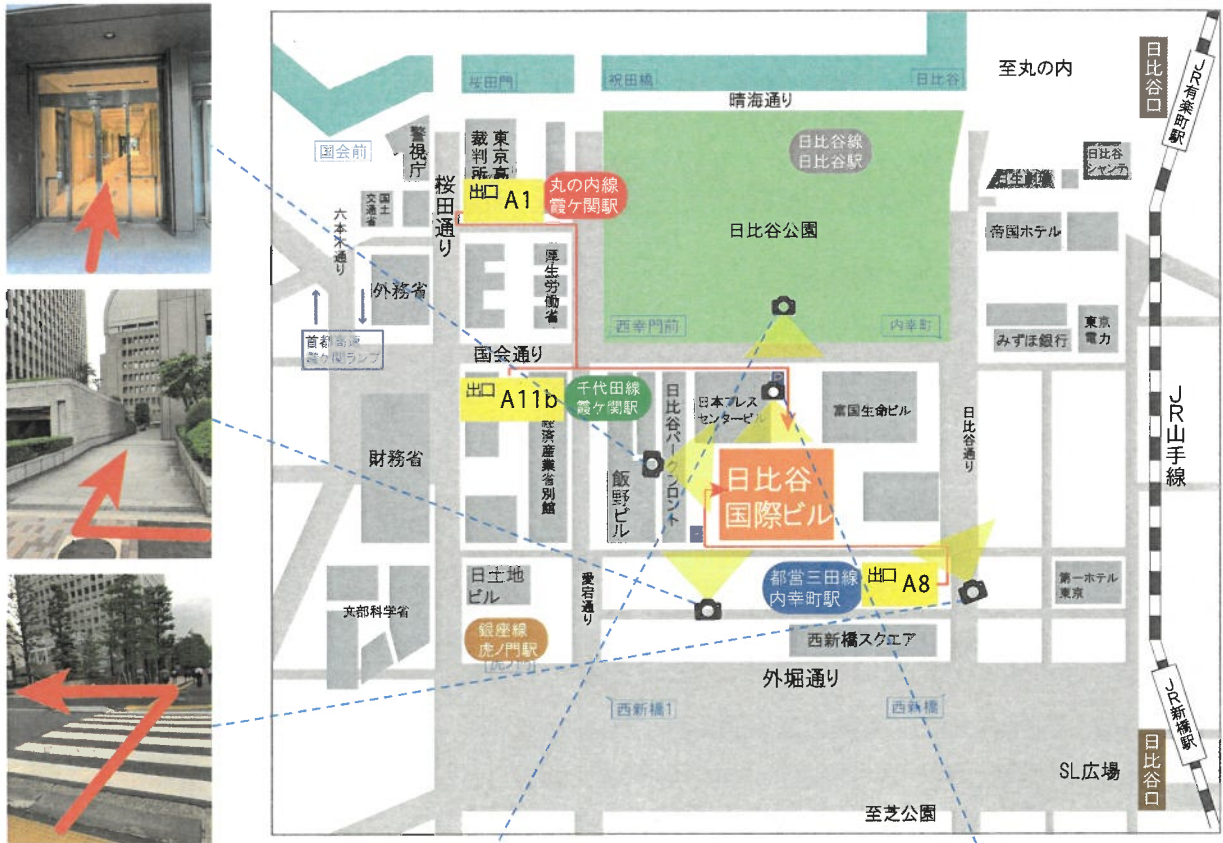 桜田門
祝田橋
日比谷
至丸の内
日比谷口
JR有楽町駅
晴海通り
国会前
警視庁
東京高
裁判所
日比谷線
日比谷駅
日比谷
シャンテ
日生劇場
桜田通り
出口 A1
丸の内線
霞ケ関駅
国土
交通省
六本木通り
日比谷公園
帝国ホテル
厚生労働省
外務省
首都高速
霞ケ関ランプ
西幸門前
内幸町
みずほ銀行
東京
電力
国会通り
出口 A11b
千代田線
霞ケ関駅
日本プレス
センタービル
富国生命ビル
日比谷通り
JR山手線
財務省
経済産業省別館
飯野ビル
日比谷パークフロント
日比谷
国際ビル
都営三田線
内幸町駅
出口 A8
第一ホテル
東京
文部科学省
日土地
ビル
愛宕通り
銀座線
虎ノ門駅
西新橋スクエア
外堀通り
西新橋1
西新橋
JR新橋駅
日比谷口
SL広場
至芝公園